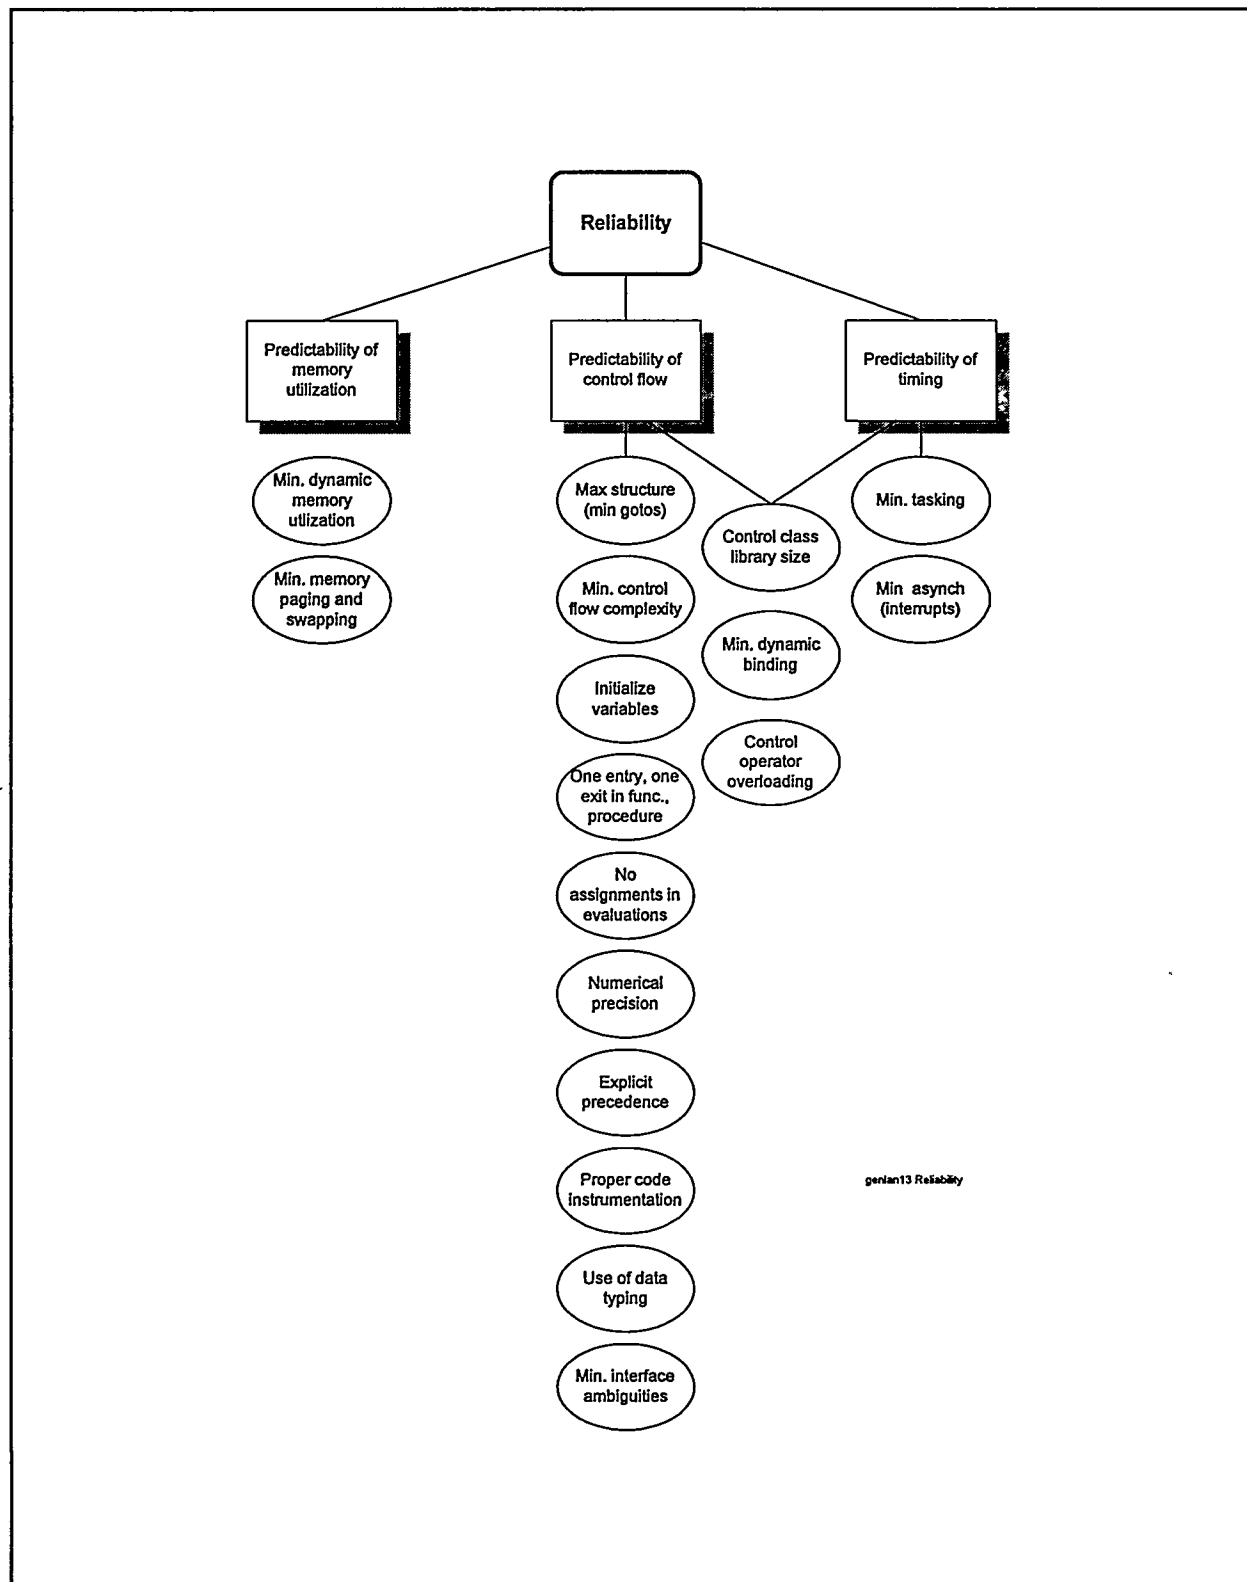 Reliability
Predictability of
memory
utilization
Predictability of
control flow
Predictability of
timing
Min. dynamic
memory
utlization
Min. memory
paging and
swapping
Max structure
(min gotos)
Min. control
flow complexity
Initialize
variables
One entry, one
exit in func.,
procedure
No
assignments in
evaluations
Numerical
precision
Explicit
precedence
Proper code
instrumentation
Use of data
typing
Min. interface
ambiguities
Control class
library size
Min. dynamic
binding
Control
operator
overloading
Min. tasking
Min asynch
(interrupts)
genlan13 Reliability